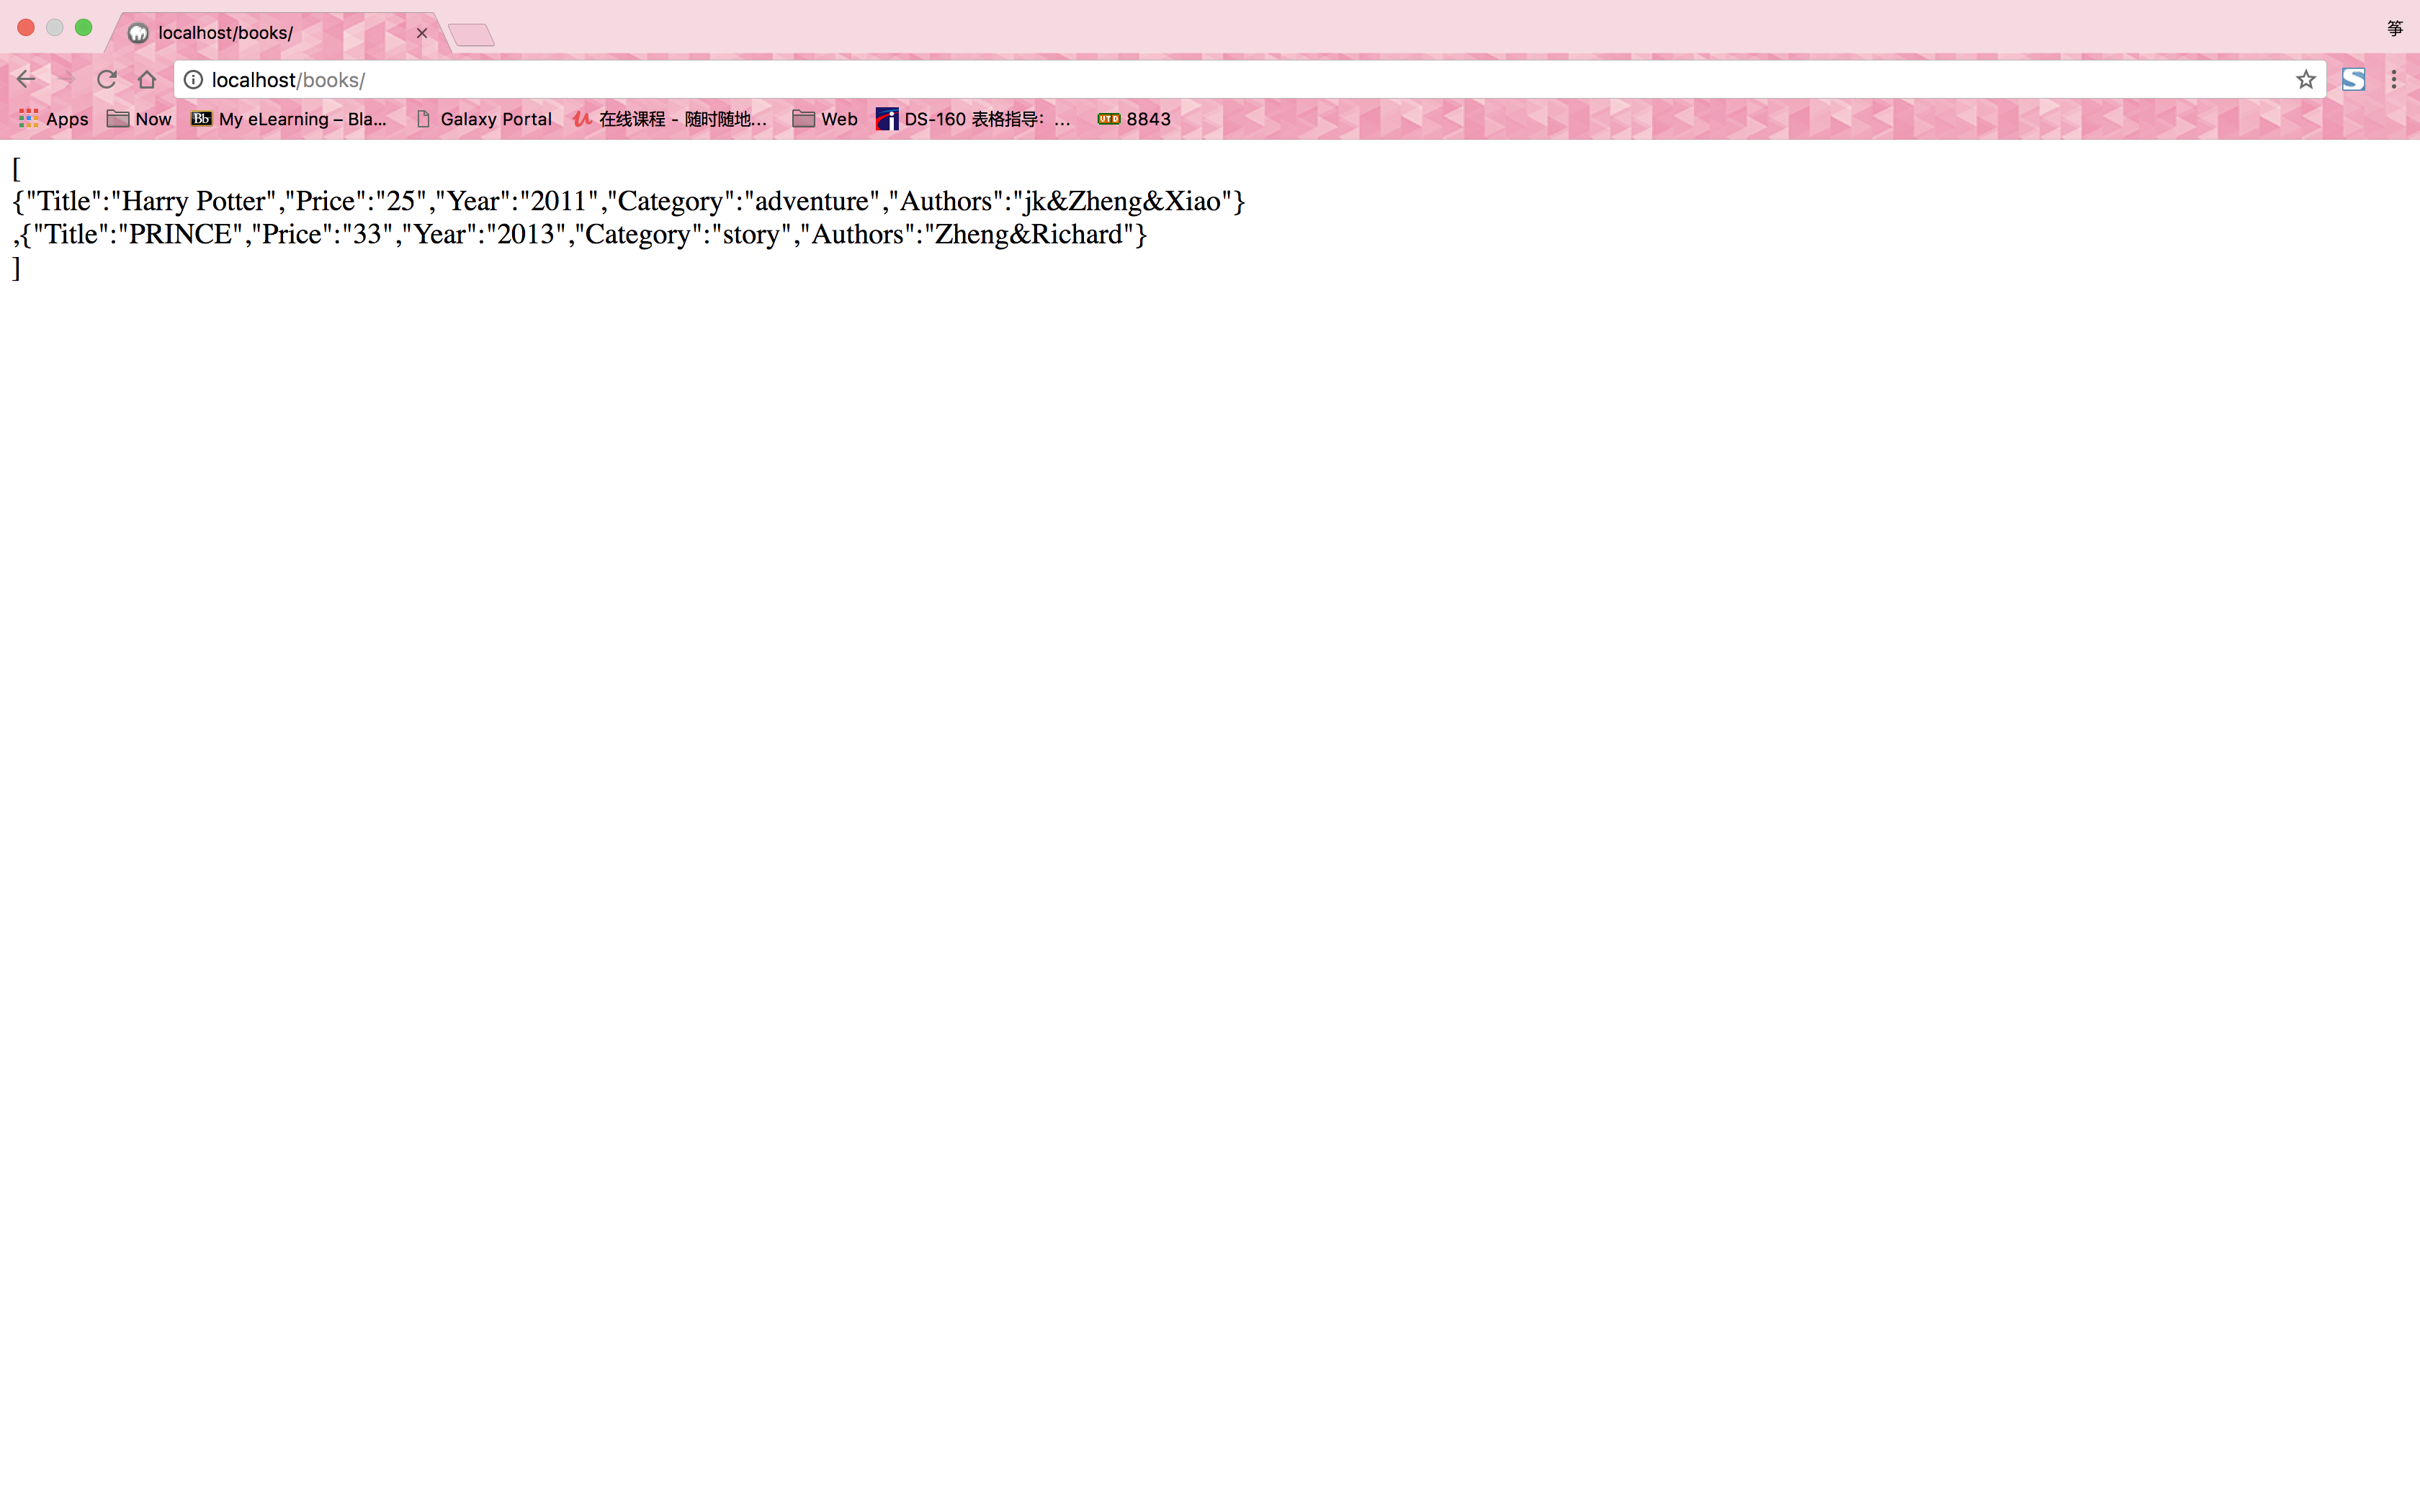 localhost/books/
筝
localhost/books/
Apps Now Bb My eLearning – Bla... Galaxy Portal 在线课程 - 随时随地... Web DS-160 表格指导：... UTD 8843
[
{"Title":"Harry Potter","Price":"25","Year":"2011","Category":"adventure","Authors":"jk&Zheng&Xiao"}
,{"Title":"PRINCE","Price":"33","Year":"2013","Category":"story","Authors":"Zheng&Richard"}
]